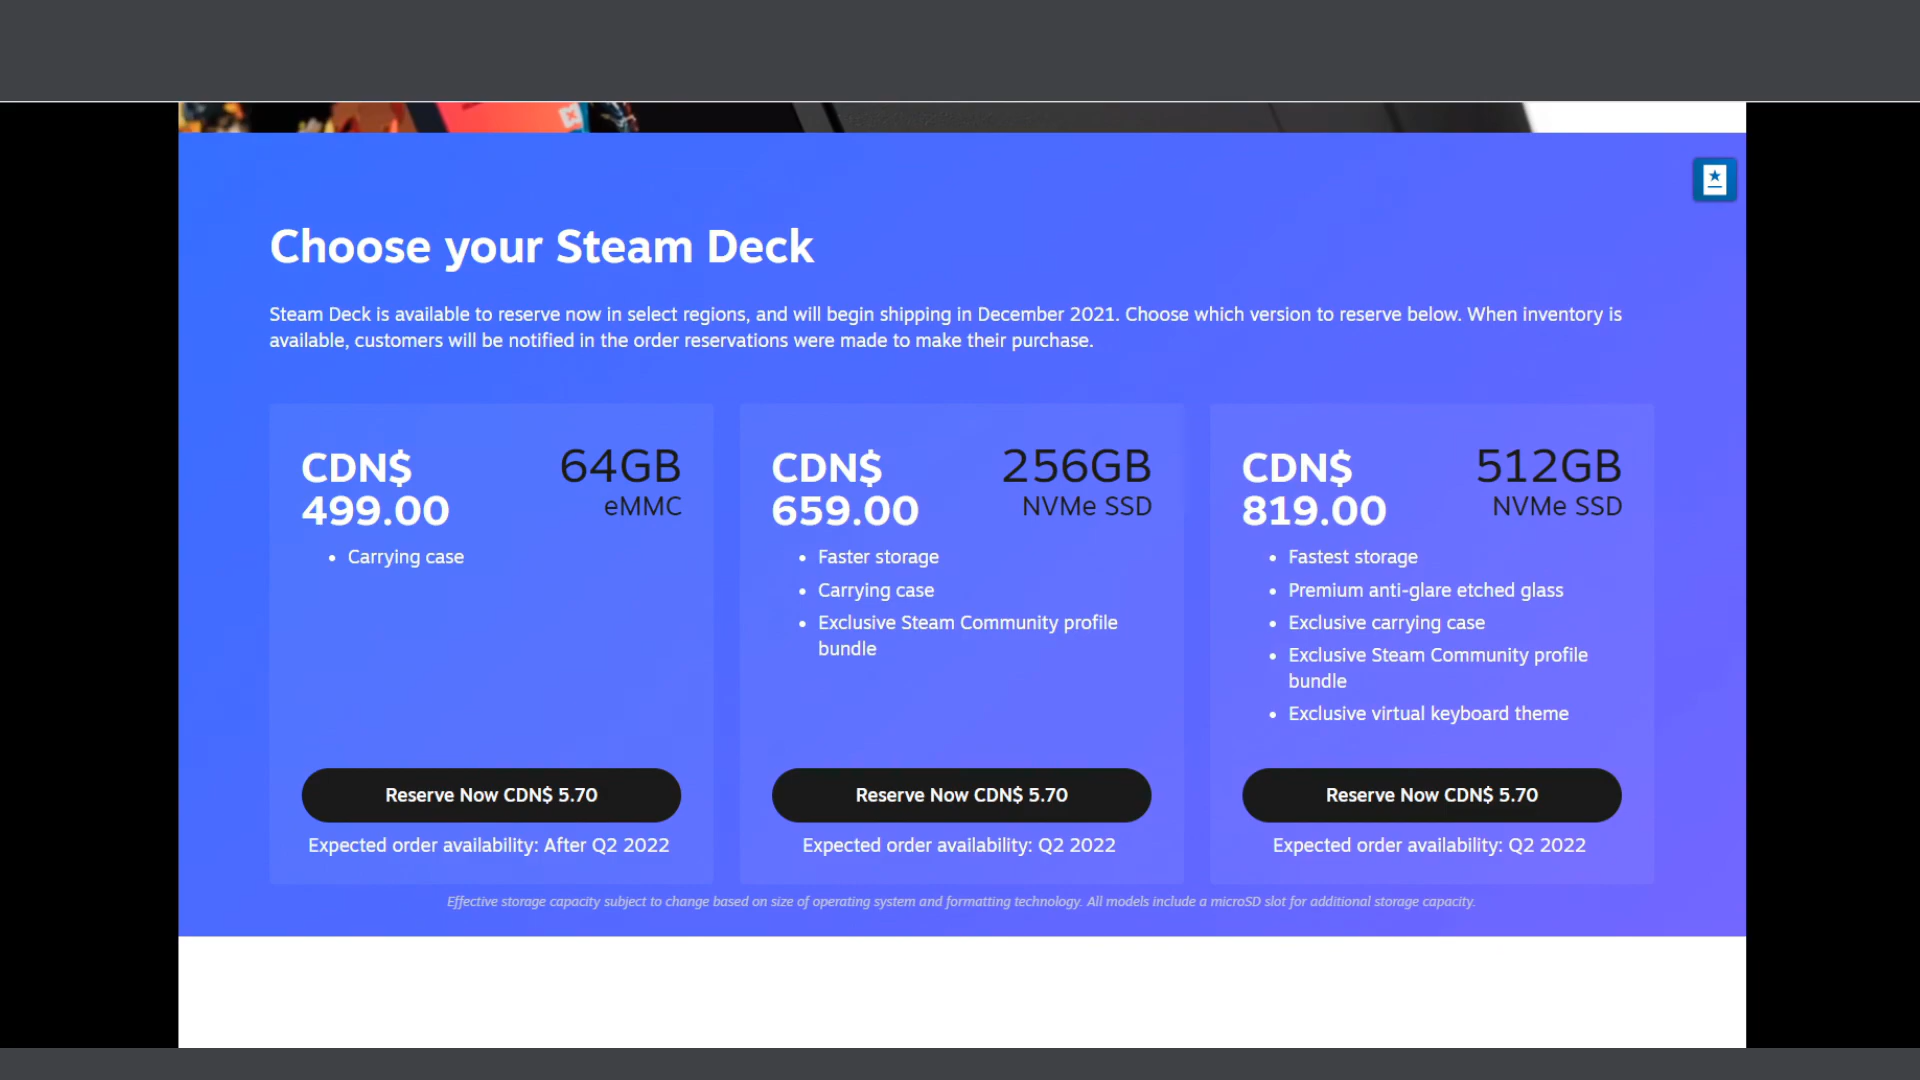 Choose your Steam Deck
Steam Deck is available to reserve now in select regions, and will begin shipping in December 2021. Choose which version to reserve below. When inventory is
available, customers will be notified in the order reservations were made to make their purchase.
CDN$
499.00
64GB
eMMC
• Carrying case
Reserve Now CDN$ 5.70
Expected order availability: After Q2 2022
CDN$
659.00
256GB
NVMe SSD
• Faster storage
• Carrying case
• Exclusive Steam Community profile
bundle
Reserve Now CDN$ 5.70
Expected order availability: Q2 2022
CDN$
819.00
512GB
NVMe SSD
• Fastest storage
• Premium anti-glare etched glass
• Exclusive carrying case
• Exclusive Steam Community profile
bundle
• Exclusive virtual keyboard theme
Reserve Now CDN$ 5.70
Expected order availability: Q2 2022
Effective storage capacity subject to change based on size of operating system and formatting technology. All models include a microSD slot for additional storage capacity.